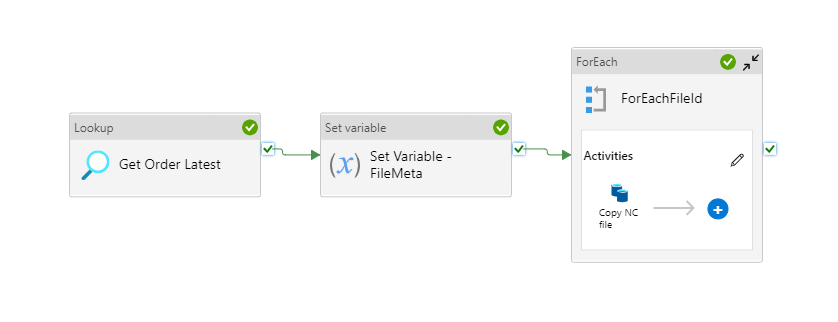 ForEach
ForEachFileId
Lookup
Get Order Latest
Set variable
(x)
Set Variable -
FileMeta
Activities
Copy NC
file